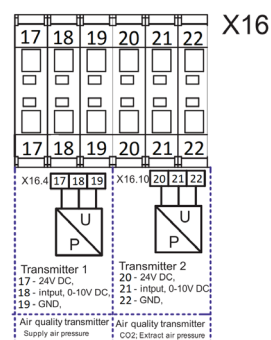 X16
17 18 19 20 21 22
17 18 19 20 21 22
X16.4 17 18 19
X16.10 20 21 22
U
P
U
P
Transmitter 1
17 - 24V DC,
18 - intput, 0-10V DC
19 - GND,
Transmitter 2
20 - 24V DC,
21 - intput, 0-10V DC
22 - GND,
Air quality transmitter
Supply air pressure
Air quality transmitter
CO2; Extract air pressure